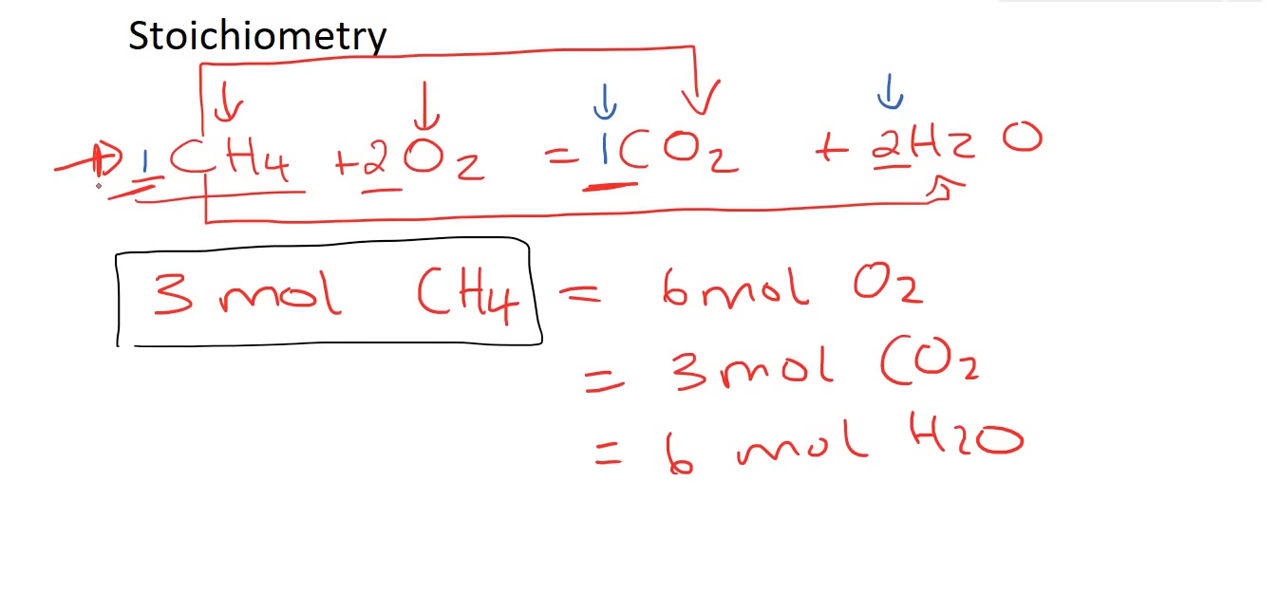 Stoichiometry
1CH4 + 2O2 = 1CO2 + 2H2O
3 mol CH4 = 6 mol O2
= 3 mol CO2
= 6 mol H2O